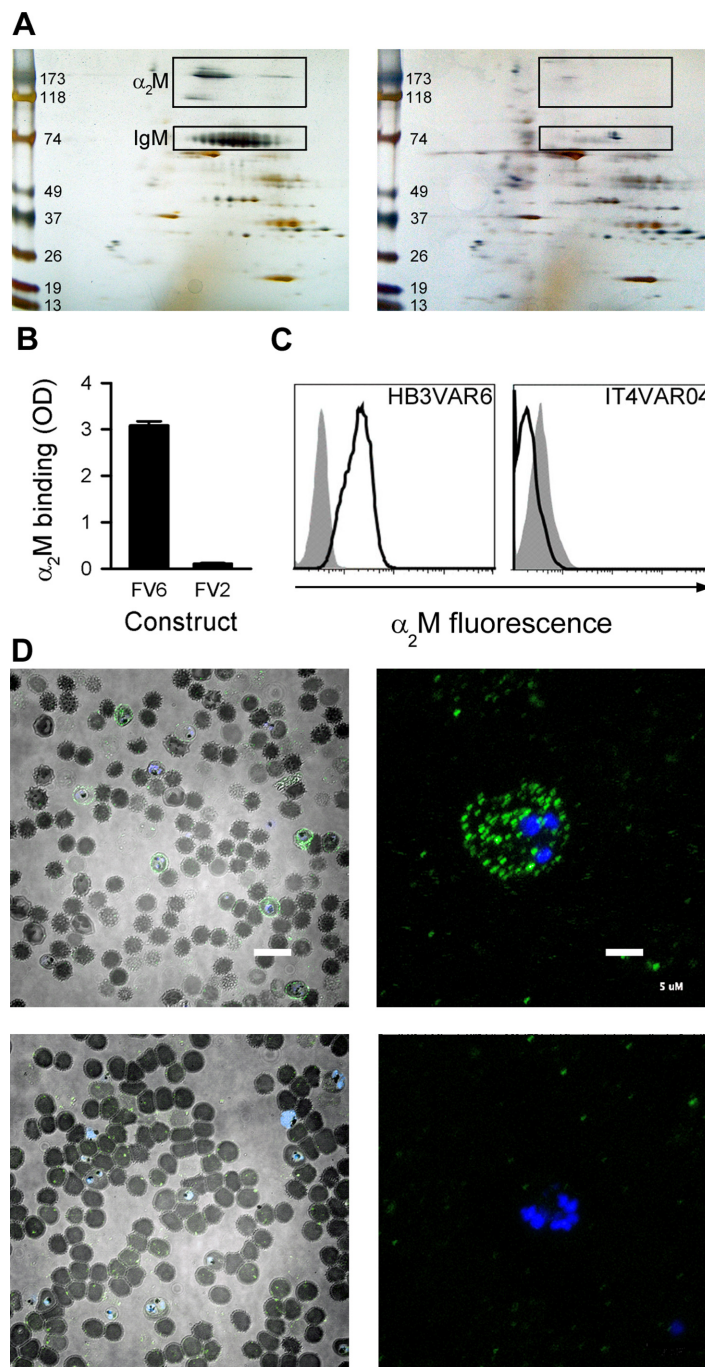 A
173
118
74
49
37
26
19
13
α2M
IgM
173
118
74
49
37
26
19
13
B
α2M binding (OD)
4
3
2
1
0
FV6 FV2
Construct
C
HB3VAR6
IT4VAR04
α2M fluorescence
D
5 uM